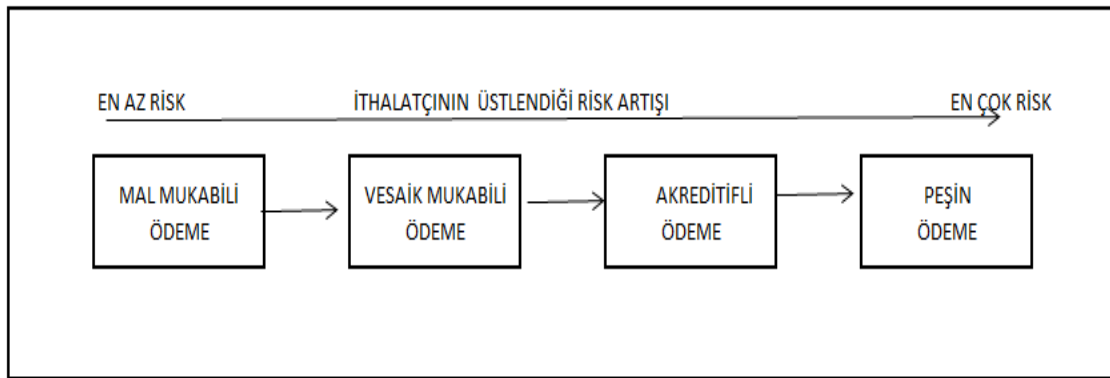 EN AZ RİSK İTHALATÇININ ÜSTLENDİĞİ RİSK ARTIŞI EN ÇOK RİSK
MAL MUKABİLİ
ÖDEME
VESAİK MUKABİLİ
ÖDEME
AKREDİTİFLİ
ÖDEME
PEŞİN
ÖDEME